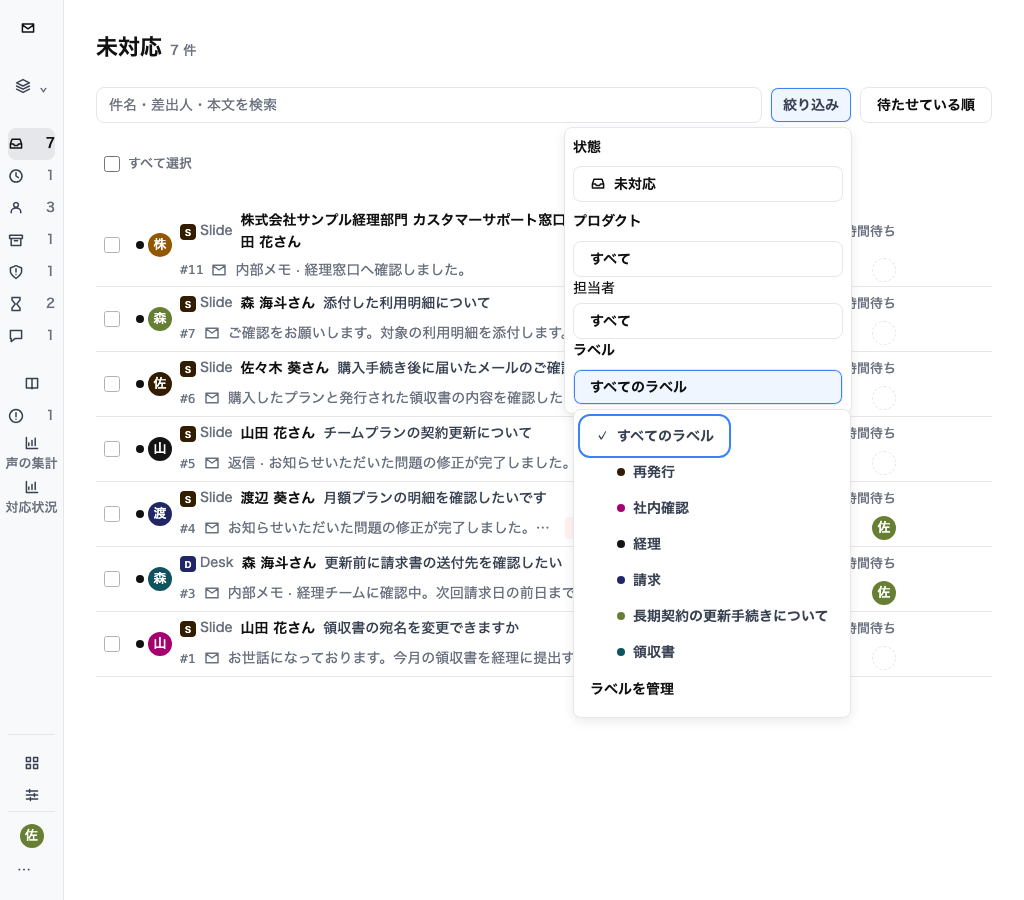 未対応 7 件
件名・差出人・本文を検索
絞り込み
待たせている順
7
1
3
1
1
2
1
1
声の集計
対応状況
佐
…
すべて選択
株
S Slide 株式会社サンプル経理部門 カスタマーサポート窓口
田 花さん
時間待ち
#11 内部メモ · 経理窓口へ確認しました。
森
S Slide 森 海斗さん 添付した利用明細について
時間待ち
#7 ご確認をお願いします。対象の利用明細を添付します。
佐
S Slide 佐々木 葵さん 購入手続き後に届いたメールのご確認
時間待ち
#6 購入したプランと発行された領収書の内容を確認した
山
S Slide 山田 花さん チームプランの契約更新について
時間待ち
#5 返信 · お知らせいただいた問題の修正が完了しました。
渡
S Slide 渡辺 葵さん 月額プランの明細を確認したいです
時間待ち
#4 お知らせいただいた問題の修正が完了しました。…
佐
森
D Desk 森 海斗さん 更新前に請求書の送付先を確認したい
時間待ち
#3 内部メモ · 経理チームに確認中。次回請求日の前日まで
佐
山
S Slide 山田 花さん 領収書の宛名を変更できますか
時間待ち
#1 お世話になっております。今月の領収書を経理に提出す
状態
未対応
プロダクト
すべて
担当者
すべて
ラベル
すべてのラベル
✓ すべてのラベル
再発行
社内確認
経理
請求
長期契約の更新手続きについて
領収書
ラベルを管理